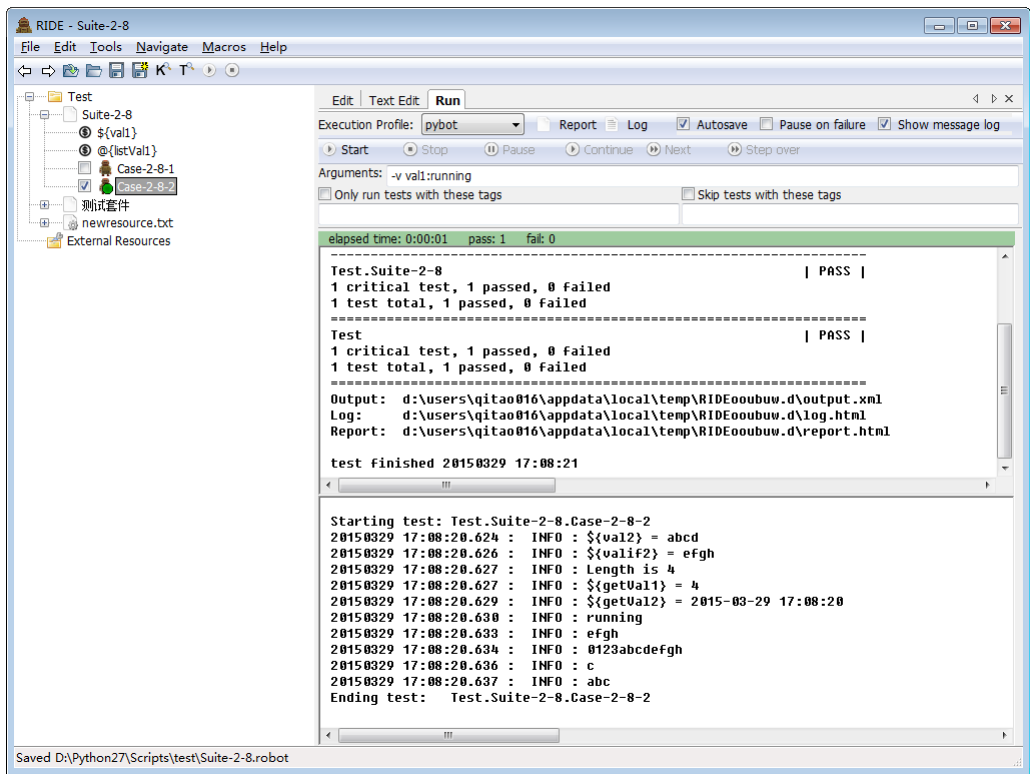 RIDE - Suite-2-8
File Edit Tools Navigate Macros Help
Test
Suite-2-8
${val1}
@{listVal1}
Case-2-8-1
Case-2-8-2
测试套件
newresource.txt
External Resources
Edit Text Edit Run
Execution Profile: pybot Report Log Autosave Pause on failure Show message log
Start Stop Pause Continue Next Step over
Arguments: -v val1:running
Only run tests with these tags Skip tests with these tags
elapsed time: 0:00:01 pass: 1 fail: 0
------------------------------------------------------------------------------
Test.Suite-2-8 | PASS |
1 critical test, 1 passed, 0 failed
1 test total, 1 passed, 0 failed
==============================================================================
Test | PASS |
1 critical test, 1 passed, 0 failed
1 test total, 1 passed, 0 failed
==============================================================================
Output: d:\users\qitao016\appdata\local\temp\RIDEooubuw.d\output.xml
Log: d:\users\qitao016\appdata\local\temp\RIDEooubuw.d\log.html
Report: d:\users\qitao016\appdata\local\temp\RIDEooubuw.d\report.html
test finished 20150329 17:08:21
Starting test: Test.Suite-2-8.Case-2-8-2
20150329 17:08:20.624 : INFO : ${val2} = abcd
20150329 17:08:20.626 : INFO : ${valif2} = efgh
20150329 17:08:20.627 : INFO : Length is 4
20150329 17:08:20.627 : INFO : ${getVal1} = 4
20150329 17:08:20.629 : INFO : ${getVal2} = 2015-03-29 17:08:20
20150329 17:08:20.630 : INFO : running
20150329 17:08:20.633 : INFO : efgh
20150329 17:08:20.634 : INFO : 0123abcdefgh
20150329 17:08:20.636 : INFO : c
20150329 17:08:20.637 : INFO : abc
Ending test: Test.Suite-2-8.Case-2-8-2
Saved D:\Python27\Scripts\test\Suite-2-8.robot